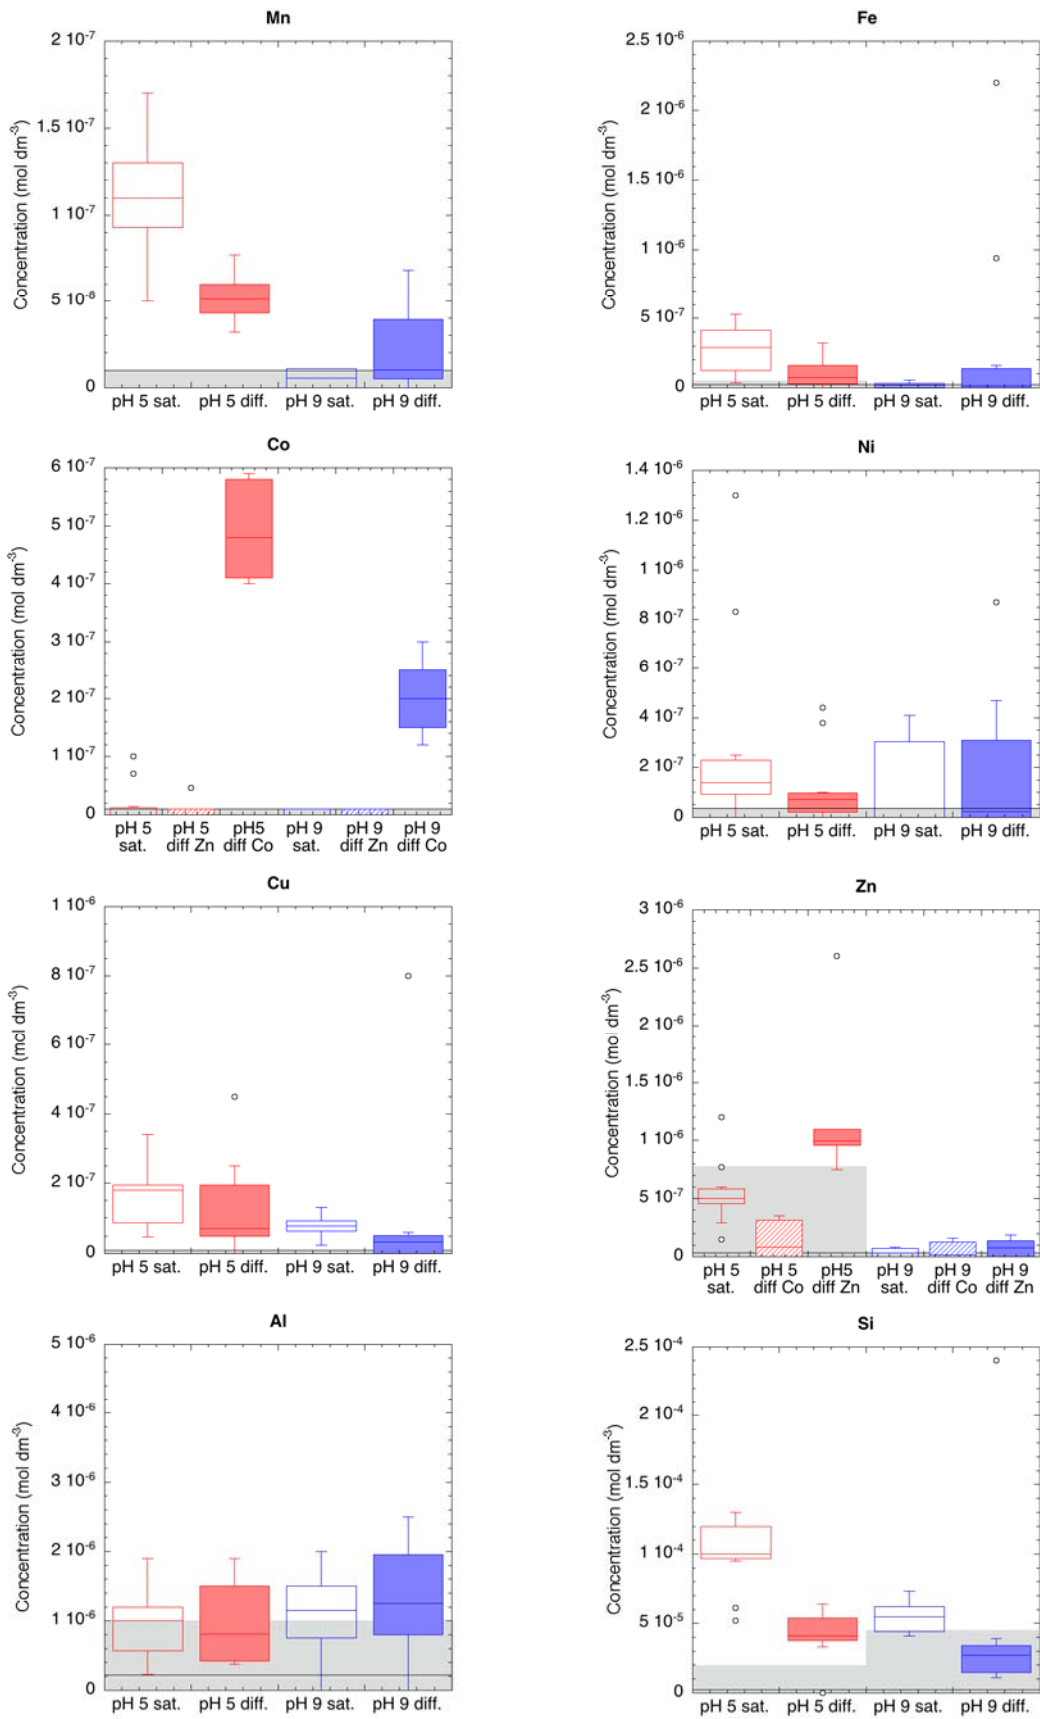 Mn
Concentration (mol dm-3)
2 10-7
1.5 10-7
1 10-7
5 10-8
0
pH 5 sat. pH 5 diff. pH 9 sat. pH 9 diff.
Fe
Concentration (mol dm-3)
2.5 10-6
2 10-6
1.5 10-6
1 10-6
5 10-7
0
pH 5 sat. pH 5 diff. pH 9 sat. pH 9 diff.
Co
Concentration (mol dm-3)
6 10-7
5 10-7
4 10-7
3 10-7
2 10-7
1 10-7
0
pH 5 pH 5 pH5 pH 9 pH 9 pH 9
sat. diff Zn diff Co sat. diff Zn diff Co
Ni
Concentration (mol dm-3)
1.4 10-6
1.2 10-6
1 10-6
8 10-7
6 10-7
4 10-7
2 10-7
0
pH 5 sat. pH 5 diff. pH 9 sat. pH 9 diff.
Cu
Concentration (mcl dm-3)
1 10-6
8 10-7
6 10-7
4 10-7
2 10-7
0
pH 5 sat. pH 5 diff. pH 9 sat. pH 9 diff.
Zn
Concentration (mol dm-3)
3 10-6
2.5 10-6
2 10-6
1.5 10-6
1 10-6
5 10-7
0
pH 5 pH 5 pH5 pH 9 pH 9 pH 9
sat. diff Co diff Zn sat. diff Co diff Zn
Al
Concentration (mol dm-3)
5 10-6
4 10-6
3 10-6
2 10-6
1 10-6
0
pH 5 sat. pH 5 diff. pH 9 sat. pH 9 diff.
Si
Concentration (mol dm-3)
2.5 10-4
2 10-4
1.5 10-4
1 10-4
5 10-5
0
pH 5 sat. pH 5 diff. pH 9 sat. pH 9 diff.